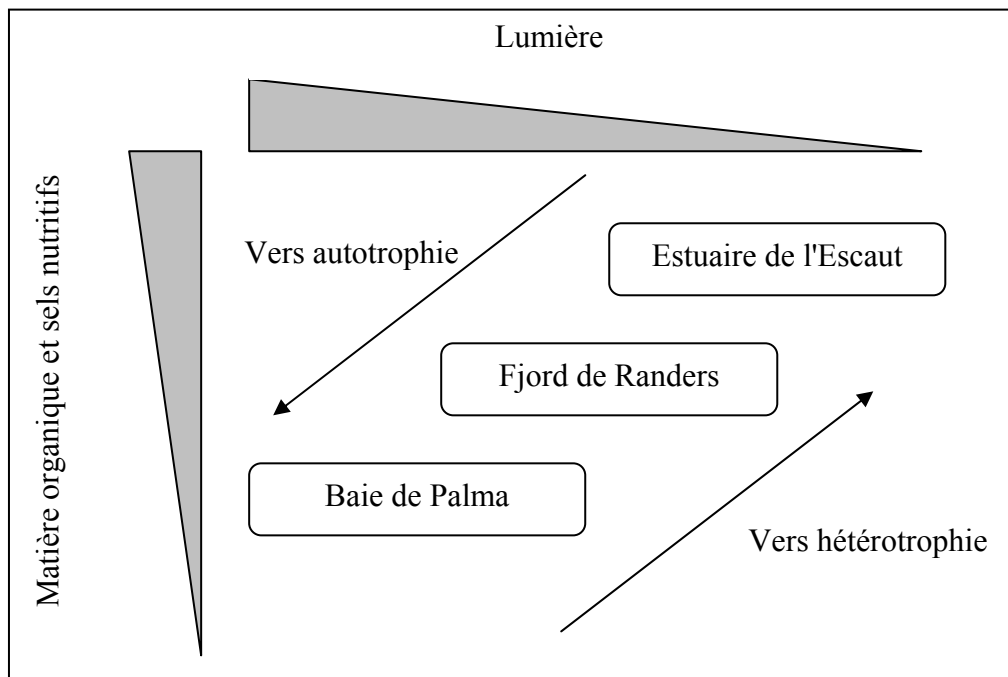 Lumière
Matière organique et sels nutritifs
Vers autotrophie
Estuaire de l'Escaut
Fjord de Randers
Baie de Palma
Vers hétérotrophie